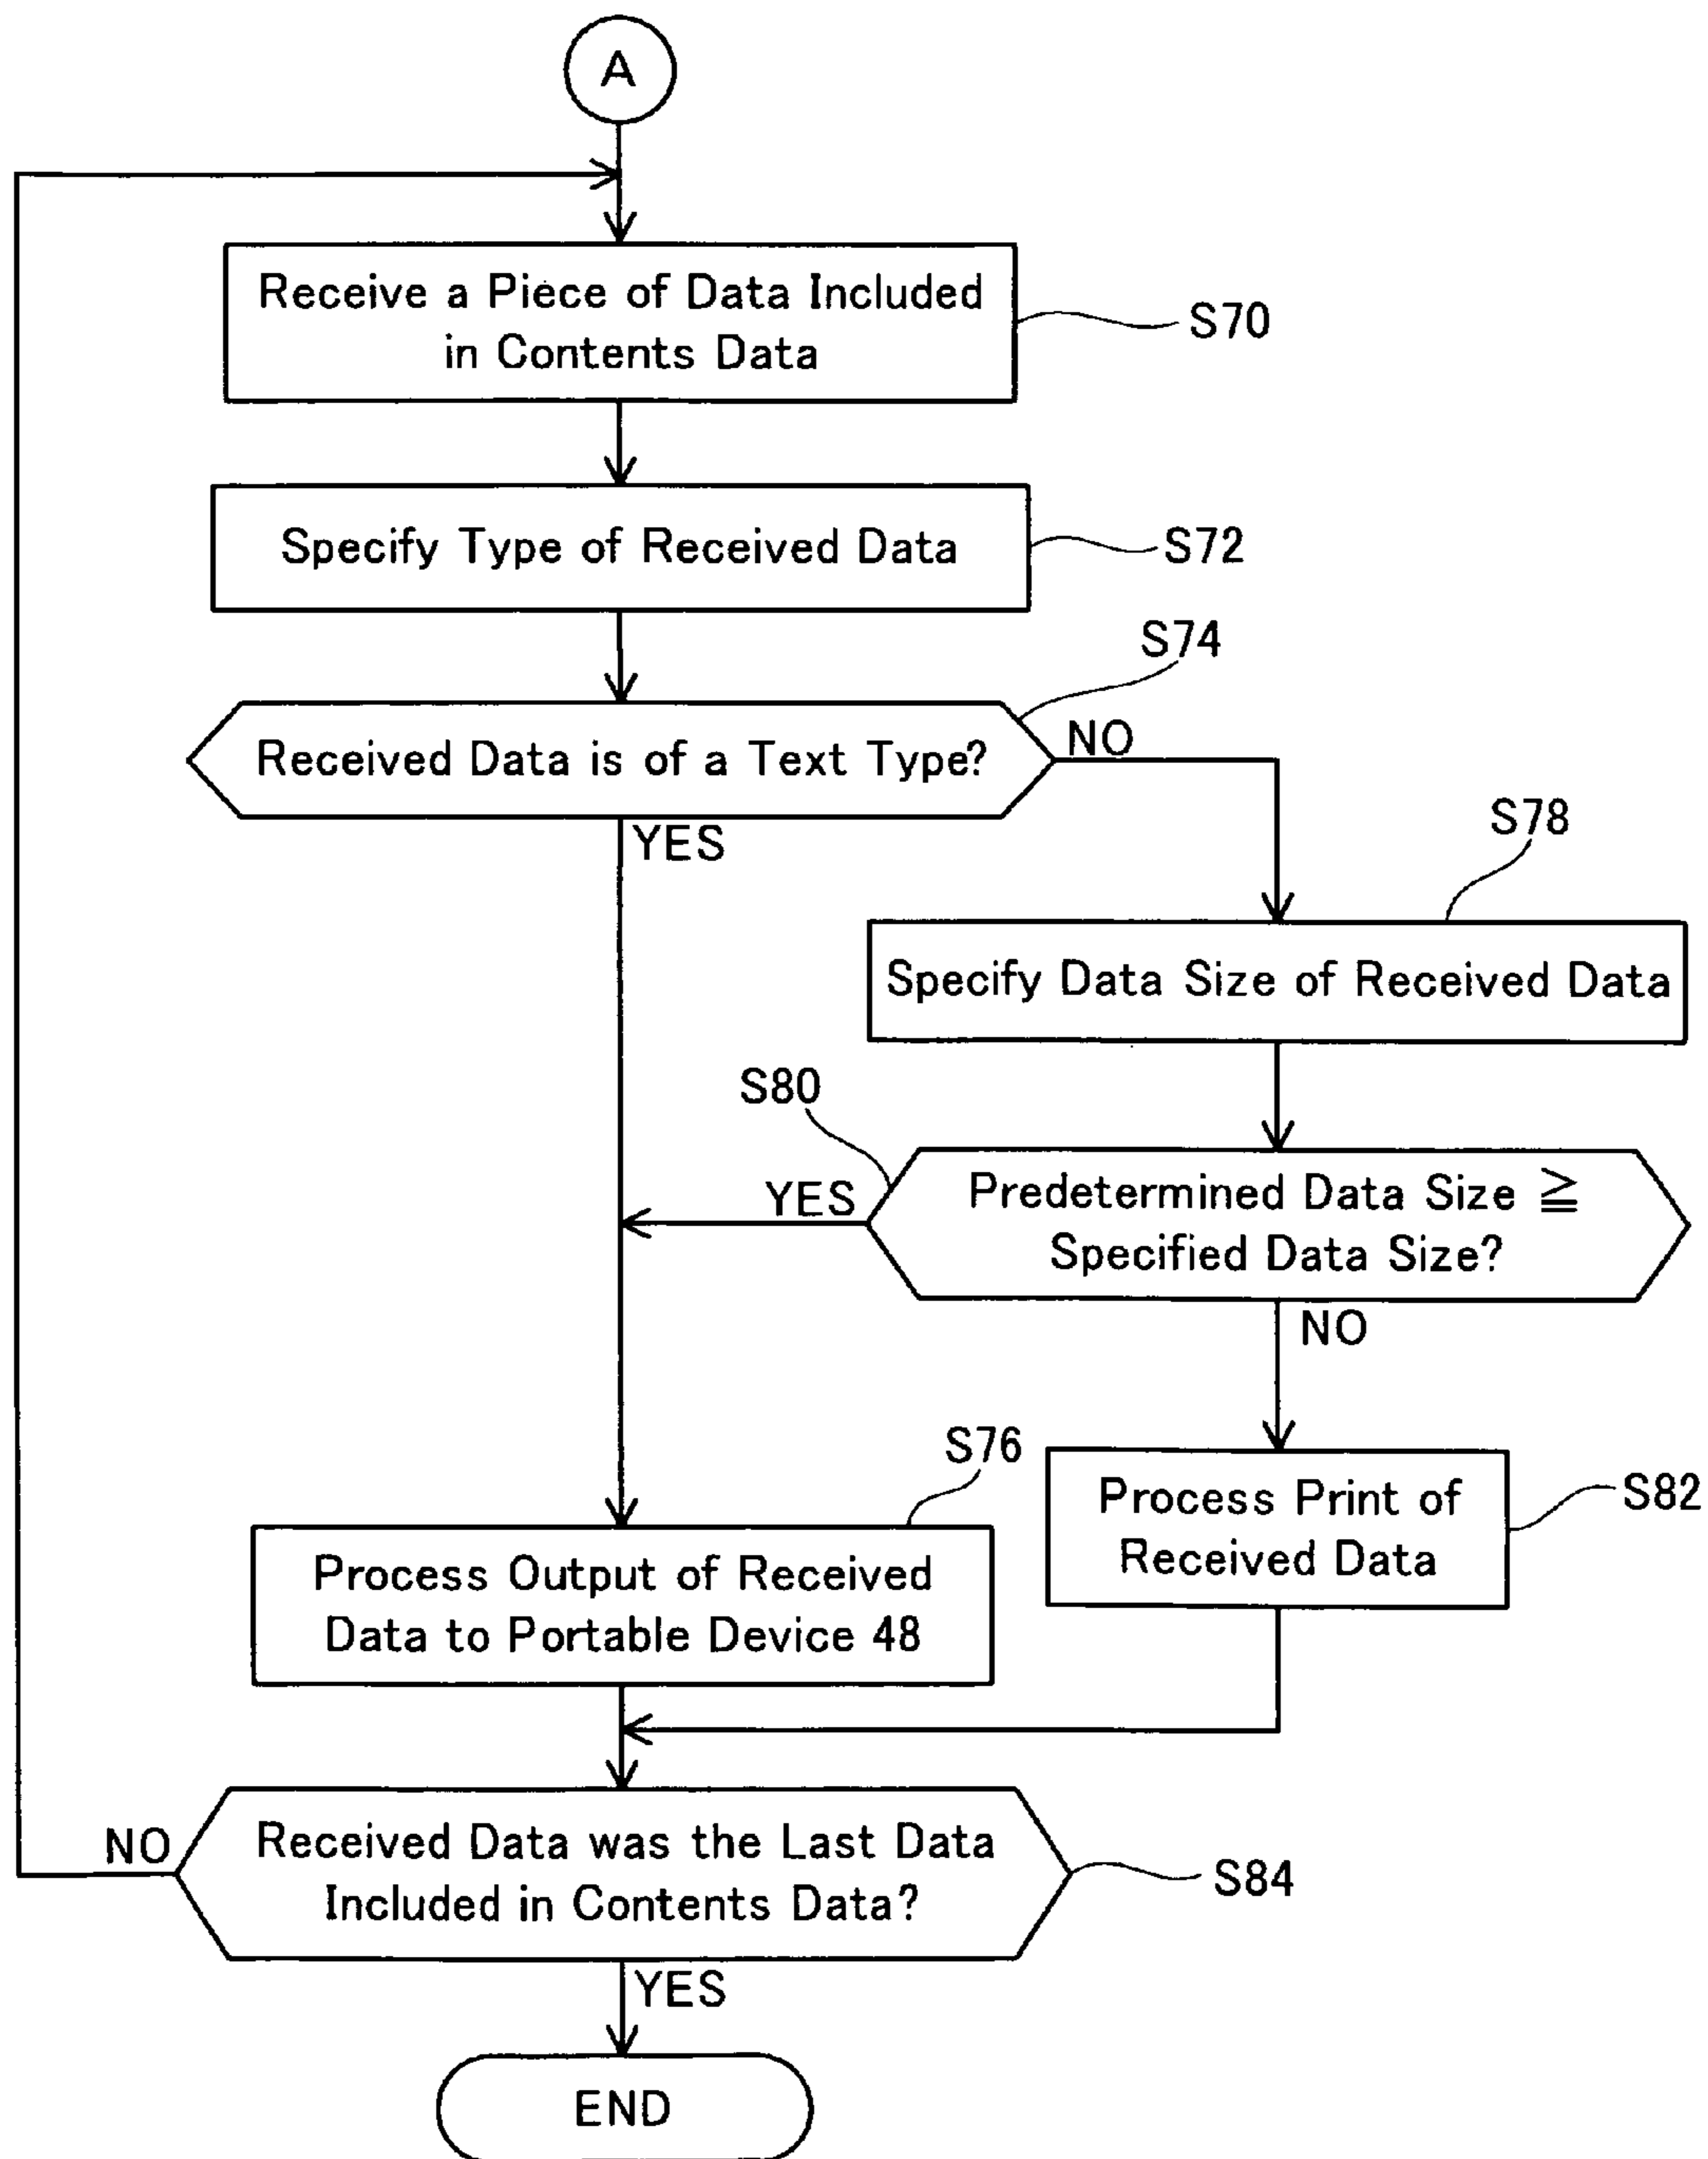 A
Receive a Piece of Data Included
in Contents Data
S70
Specify Type of Received Data
S72
S74
Received Data is of a Text Type?
NO
YES
S78
Specify Data Size of Received Data
S80
YES
Predetermined Data Size ≧
Specified Data Size?
NO
S76
Process Output of Received
Data to Portable Device 48
Process Print of
Received Data
S82
NO
Received Data was the Last Data
Included in Contents Data?
S84
YES
END